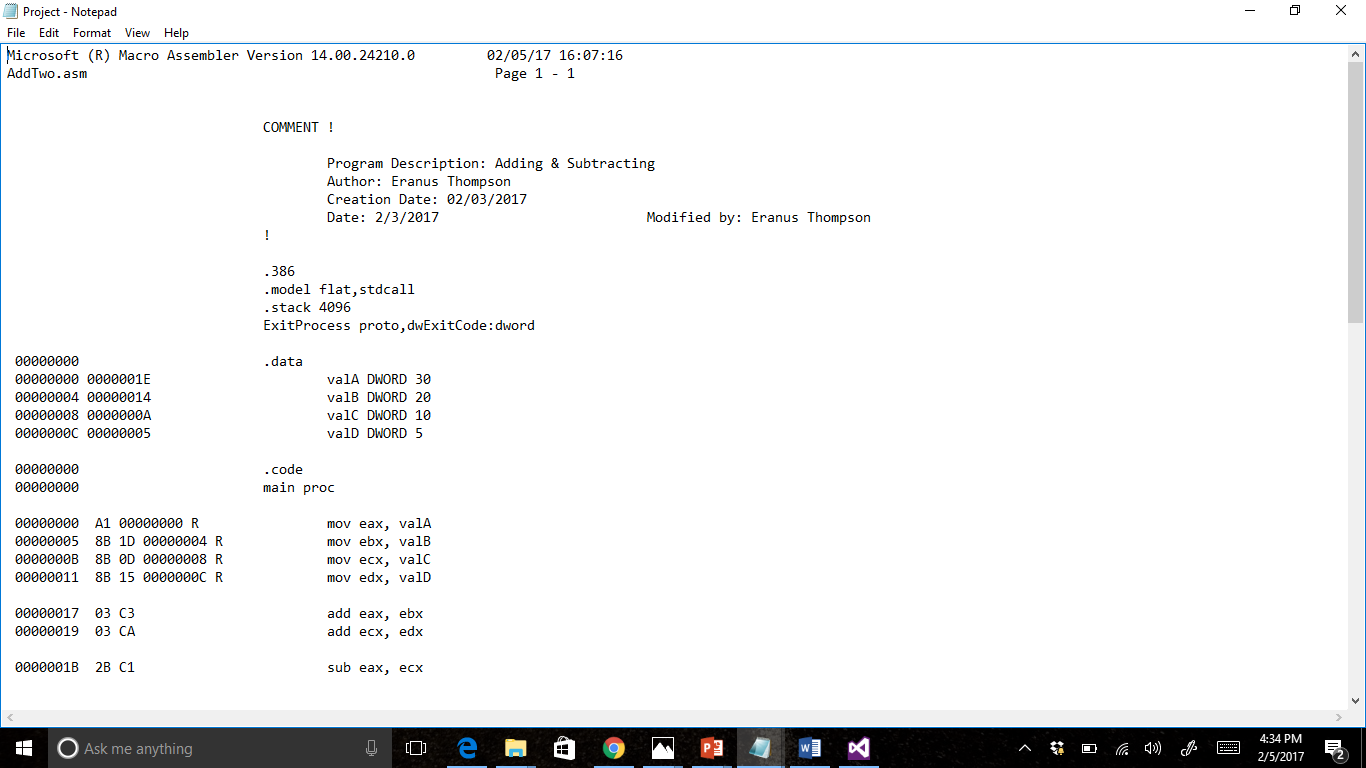 Project - Notepad
File Edit Format View Help
Microsoft (R) Macro Assembler Version 14.00.24210.0 02/05/17 16:07:16
AddTwo.asm Page 1 - 1
COMMENT !
Program Description: Adding & Subtracting
Author: Eranus Thompson
Creation Date: 02/03/2017
Date: 2/3/2017 Modified by: Eranus Thompson
!
.386
.model flat,stdcall
.stack 4096
ExitProcess proto,dwExitCode:dword
00000000 .data
00000000 0000001E valA DWORD 30
00000004 00000014 valB DWORD 20
00000008 0000000A valC DWORD 10
0000000C 00000005 valD DWORD 5
00000000 .code
00000000 main proc
00000000 A1 00000000 R mov eax, valA
00000005 8B 1D 00000004 R mov ebx, valB
0000000B 8B 0D 00000008 R mov ecx, valC
00000011 8B 15 0000000C R mov edx, valD
00000017 03 C3 add eax, ebx
00000019 03 CA add ecx, edx
0000001B 2B C1 sub eax, ecx
Ask me anything
4:34 PM
2/5/2017
2